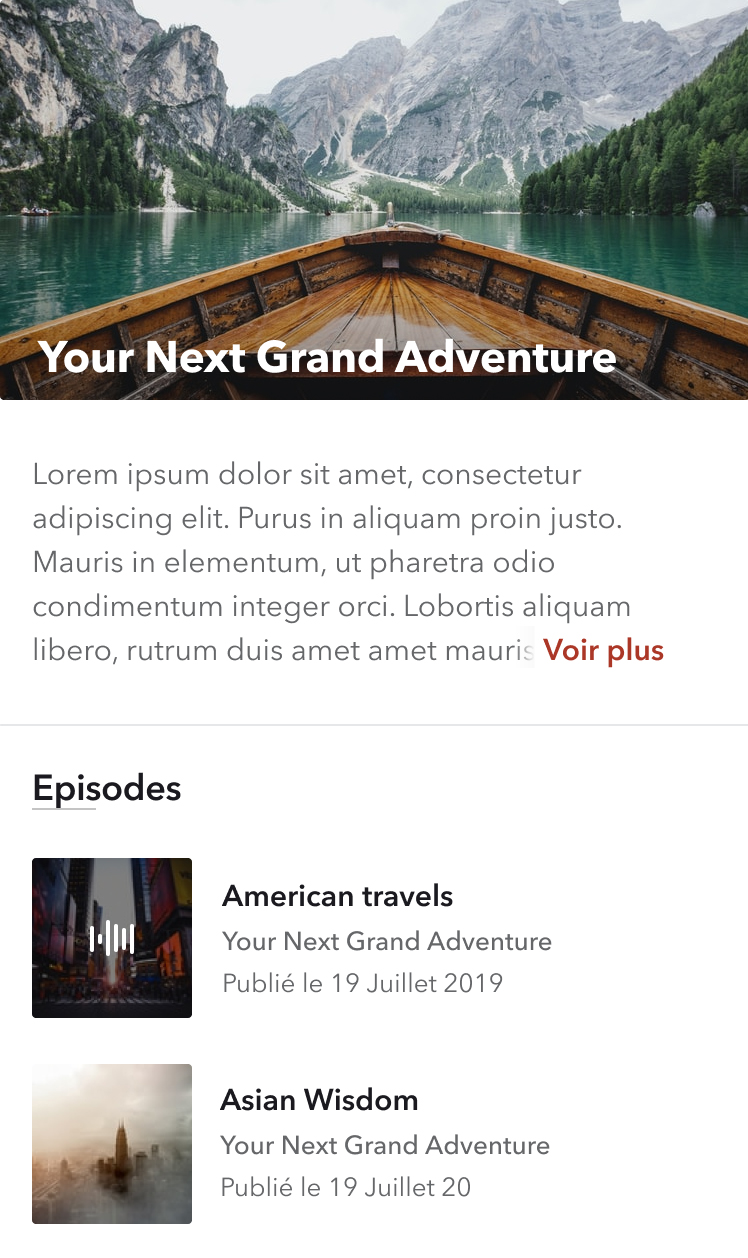 Your Next Grand Adventure
Lorem ipsum dolor sit amet, consectetur
adipiscing elit. Purus in aliquam proin justo.
Mauris in elementum, ut pharetra odio
condimentum integer orci. Lobortis aliquam
libero, rutrum duis amet amet mauris Voir plus
Episodes
American travels
Your Next Grand Adventure
Publié le 19 Juillet 2019
Asian Wisdom
Your Next Grand Adventure
Publié le 19 Juillet 20